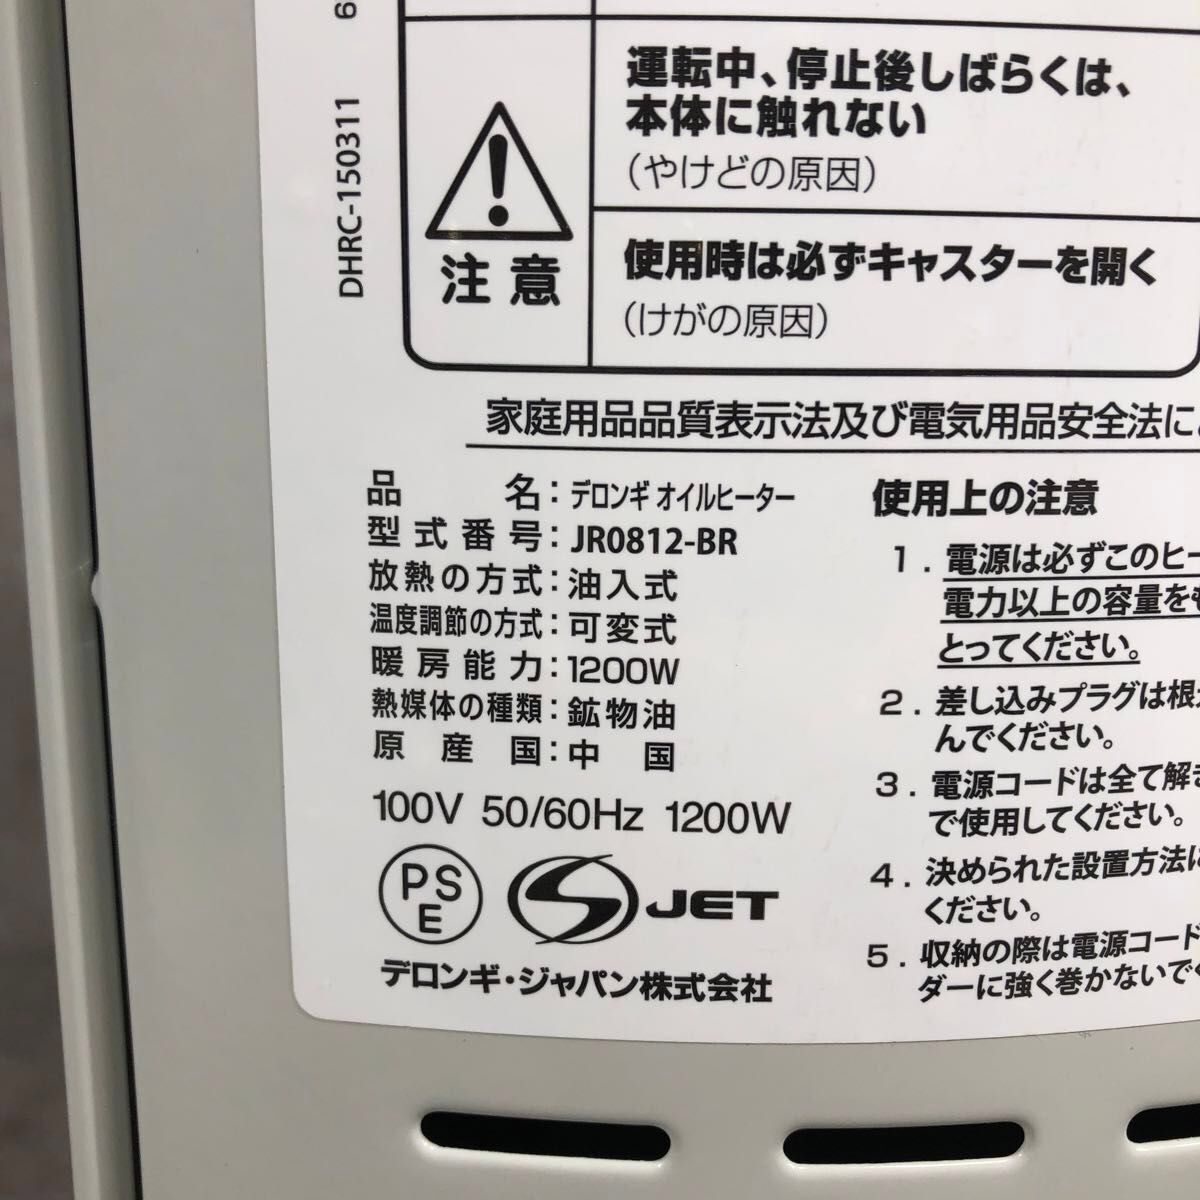 6
DHRC-150311
運転中、停止後しばらくは、
本体に触れない
(やけどの原因)
注意
使用時は必ずキャスターを開く
(けがの原因)
家庭用品品質表示法及び電気用品安全法に
品名:デロンギ オイルヒーター
型式番号:JR0812-BR
放熱の方式:油入式
温度調節の方式:可変式
暖房能力:1200W
熱媒体の種類:鉱物油
原産国:中国
100V 50/60Hz 1200W
PSE
JET
デロンギ・ジャパン株式会社
使用上の注意
1. 電源は必ずこのヒー
電力以上の容量を
とってください。
2. 差し込みプラグは根
んでください。
3. 電源コードは全て解
で使用してください。
4. 決められた設置方法に
ください。
5. 収納の際は電源コード
ダーに強く巻かないで